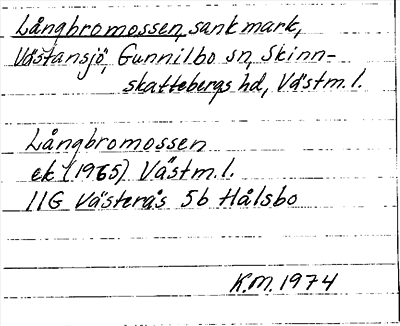 Långbromossen, sank mark,
Västansjö, Gunnilbo sn, Skinn-
skattebergs hd, Västm.l.
Långbromossen
ek (1965) Västm.l.
11G Västerås 5b Hålsbo
K.M. 1974